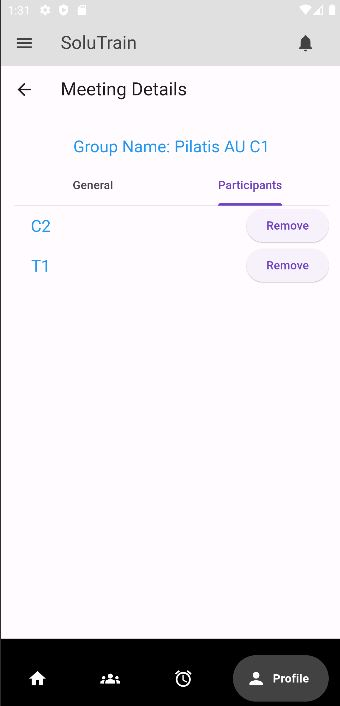 1:31
SoluTrain
Meeting Details
Group Name: Pilatis AU C1
General Participants
C2 Remove
T1 Remove
Profile